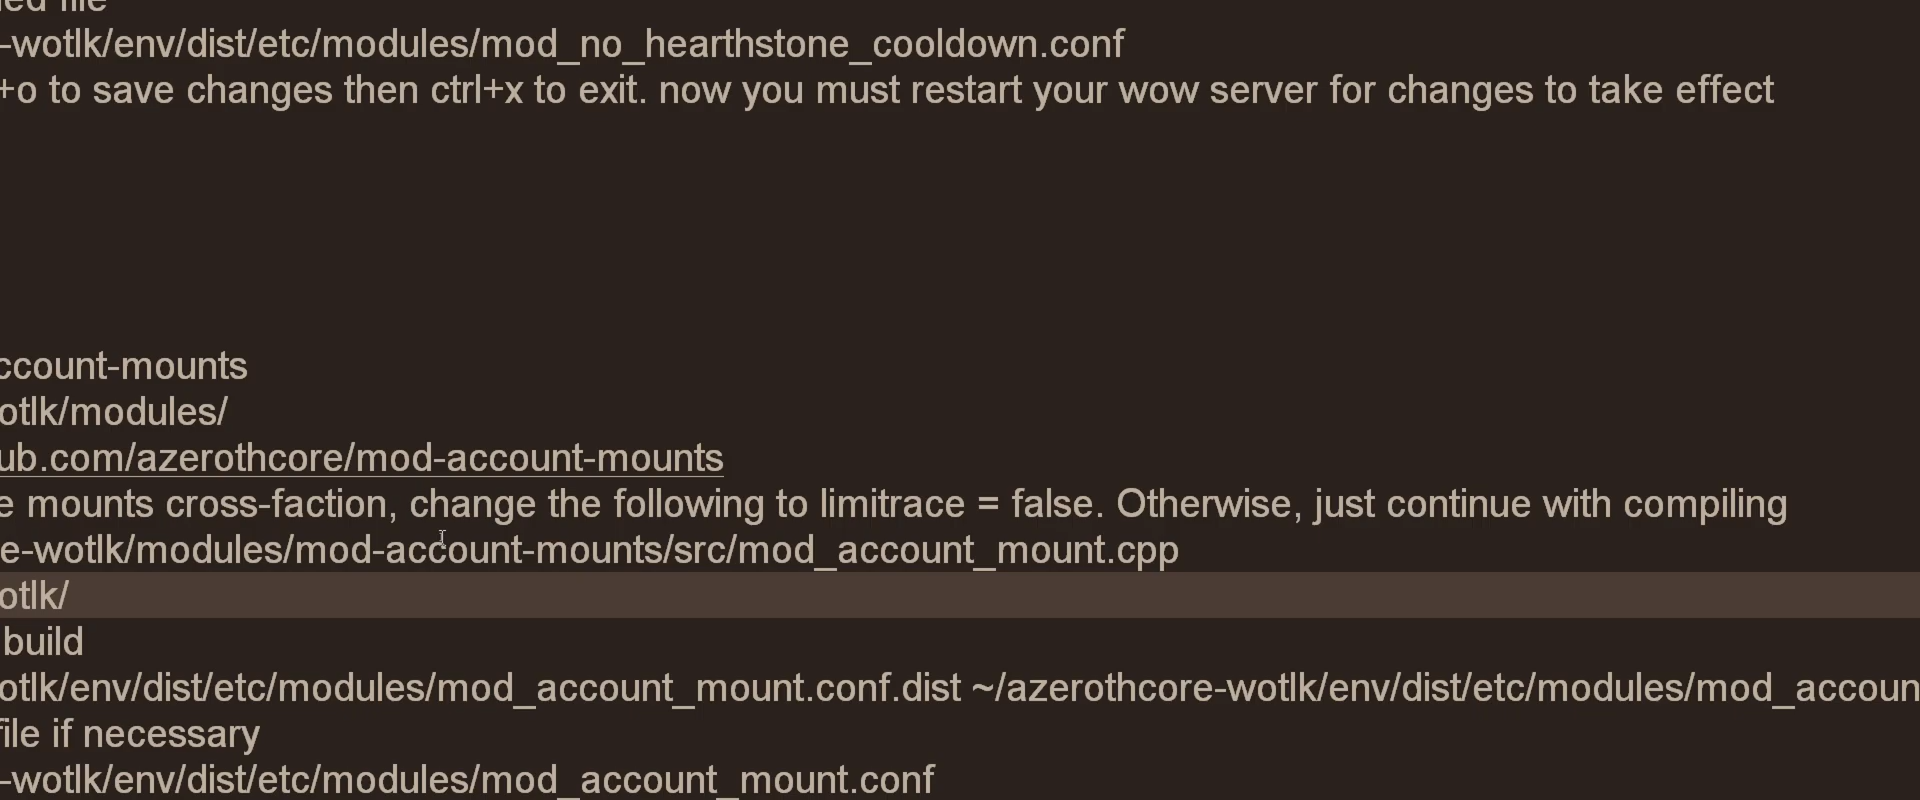 ed file
-wotlk/env/dist/etc/modules/mod_no_hearthstone_cooldown.conf
+o to save changes then ctrl+x to exit. now you must restart your wow server for changes to take effect
ccount-mounts
otlk/modules/
ub.com/azerothcore/mod-account-mounts
e mounts cross-faction, change the following to limitrace = false. Otherwise, just continue with compiling
e-wotlk/modules/mod-account-mounts/src/mod_account_mount.cpp
otlk/
build
otlk/env/dist/etc/modules/mod_account_mount.conf.dist ~/azerothcore-wotlk/env/dist/etc/modules/mod_accoun
file if necessary
-wotlk/env/dist/etc/modules/mod_account_mount.conf